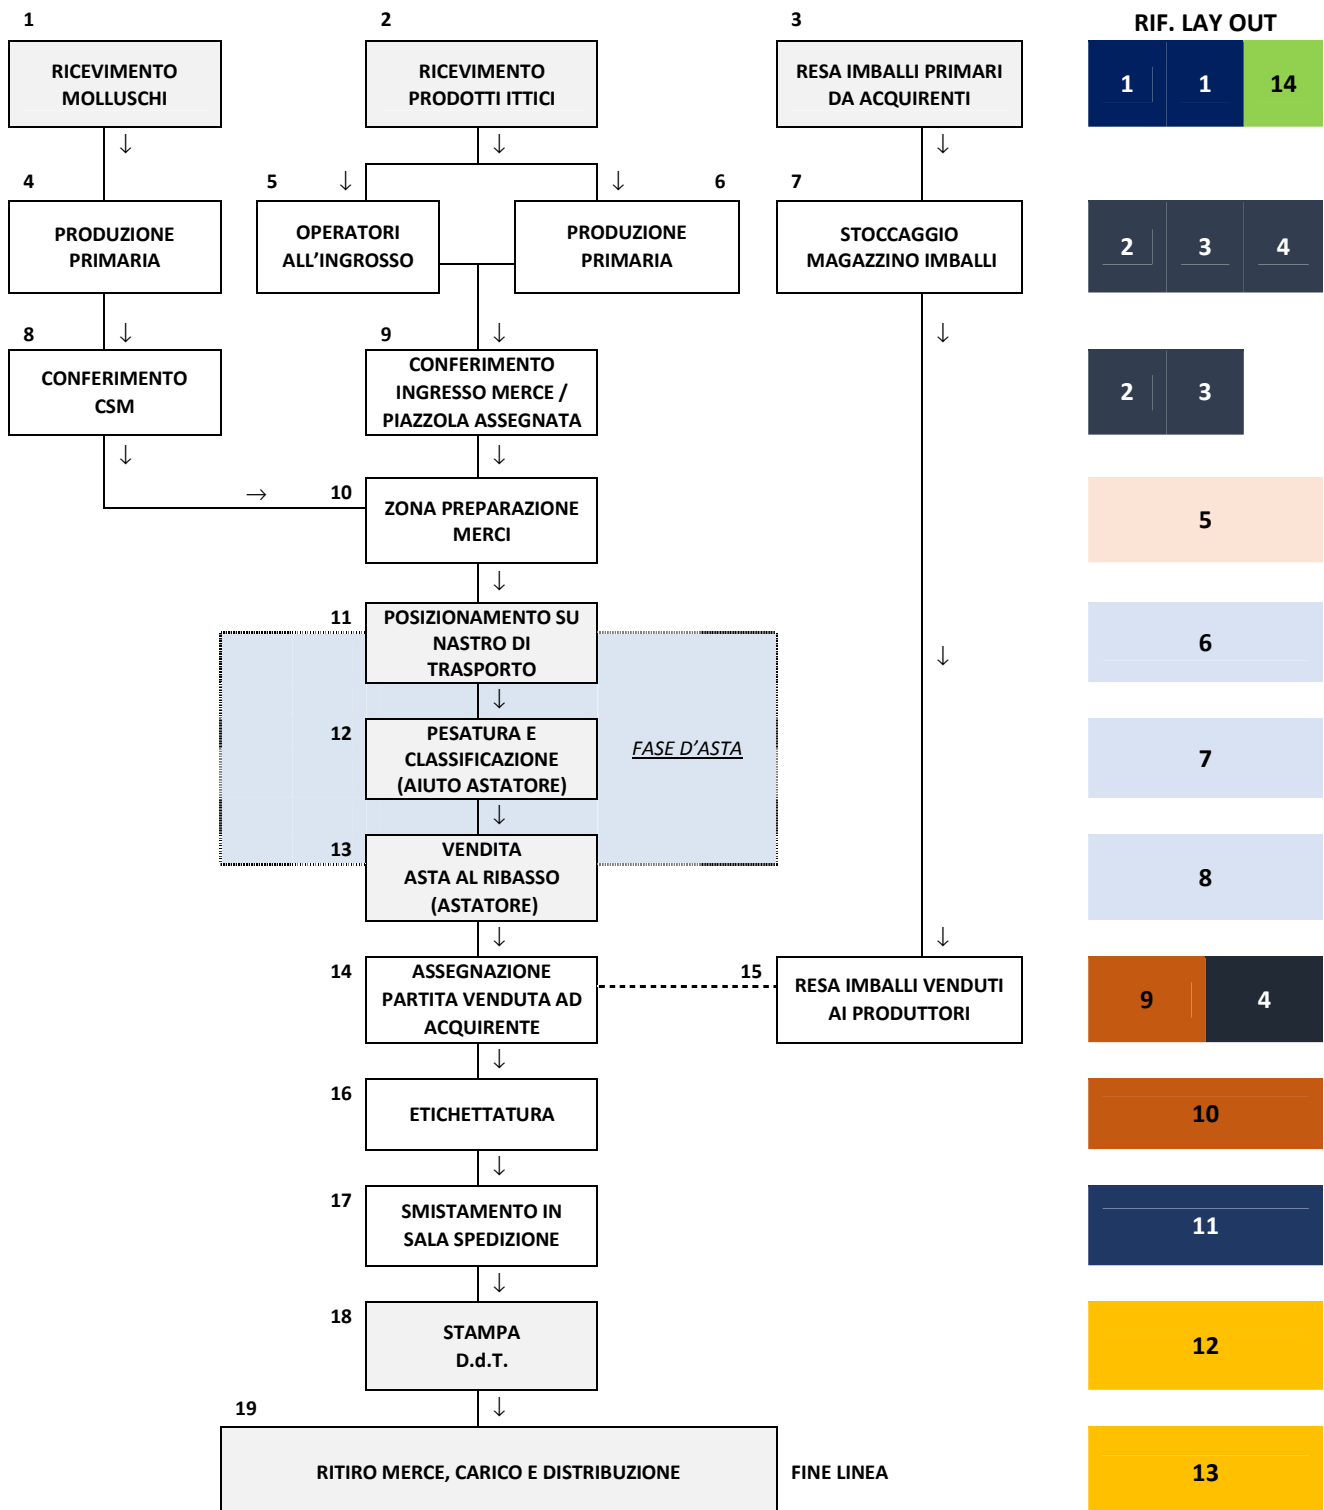 1
2
3
RIF. LAY OUT
RICEVIMENTO
MOLLUSCHI
RICEVIMENTO
PRODOTTI ITTICI
RESA IMBALLI PRIMARI
DA ACQUIRENTI
1
1
14
↓
↓
↓
4
5
↓
↓
6
7
PRODUZIONE
PRIMARIA
OPERATORI
ALL'INGROSSO
PRODUZIONE
PRIMARIA
STOCCAGGIO
MAGAZZINO IMBALLI
2
3
4
↓
↓
↓
8
9
CONFERIMENTO
CSM
CONFERIMENTO
INGRESSO MERCE /
PIAZZOLA ASSEGNATA
2
3
↓
↓
→
10
ZONA PREPARAZIONE
MERCI
5
↓
11
POSIZIONAMENTO SU
NASTRO DI
TRASPORTO
↓
6
↓
12
PESATURA E
CLASSIFICAZIONE
(AIUTO ASTATORE)
FASE D'ASTA
7
↓
13
VENDITA
ASTA AL RIBASSO
(ASTATORE)
8
↓
↓
14
ASSEGNAZIONE
PARTITA VENDUTA AD
ACQUIRENTE
15
RESA IMBALLI VENDUTI
AI PRODUTTORI
9
4
↓
16
ETICHETTATURA
10
↓
17
SMISTAMENTO IN
SALA SPEDIZIONE
11
↓
18
STAMPA
D.d.T.
12
↓
19
RITIRO MERCE, CARICO E DISTRIBUZIONE
FINE LINEA
13